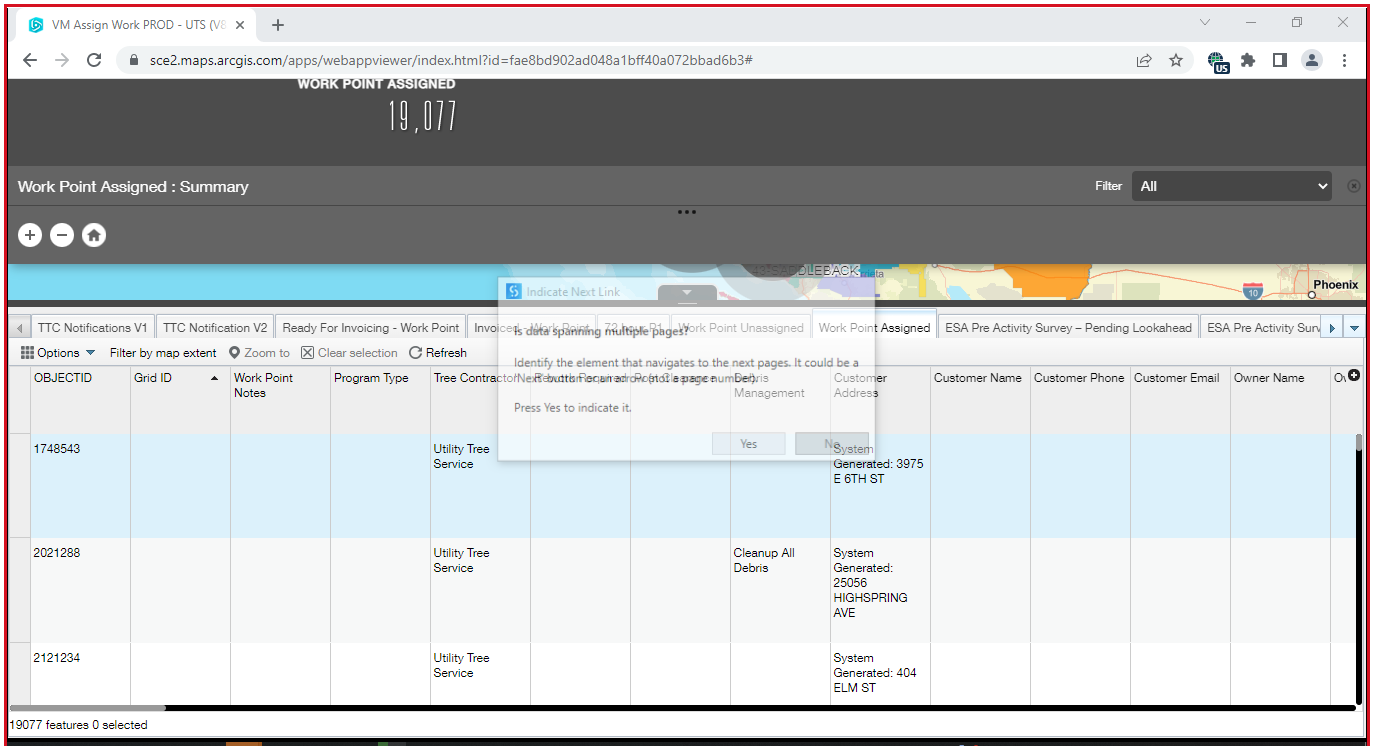 VM Assign Work PROD - UTS (V8
sce2.maps.arcgis.com/apps/webappviewer/index.html?id=fae8bd902ad048a1bff40a072bbad6b3#
US
WORK POINT ASSIGNED
19,077
Work Point Assigned : Summary
Filter
All
SADDLEBACK
10
Phoenix
Indicate Next Link
TTC Notifications V1
TTC Notification V2
Ready For Invoicing - Work Point
Invoiced - Work Point
72 hour P1
Work Point Unassigned
Work Point Assigned
ESA Pre Activity Survey – Pending Lookahead
ESA Pre Activity Surv
Is data spanning multiple pages?
Options
Filter by map extent
Zoom to
Clear selection
Refresh
Identify the element that navigates to the next pages. It could be a
'Next' button or an arrow (not a page number).
Press Yes to indicate it.
Yes
No
OBJECTID
Grid ID
Work Point
Notes
Program Type
Tree Contractor
Debris
Management
Customer
Address
Customer Name
Customer Phone
Customer Email
Owner Name
1748543
Utility Tree
Service
System
Generated: 3975
E 6TH ST
2021288
Utility Tree
Service
Cleanup All
Debris
System
Generated:
25056
HIGHSPRING
AVE
2121234
Utility Tree
Service
System
Generated: 404
ELM ST
19077 features 0 selected